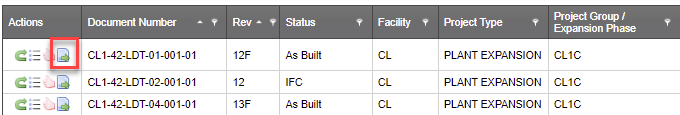 Actions Document Number Rev Status Facility Project Type Project Group /
Expansion Phase
CL1-42-LDT-01-001-01 12F As Built CL PLANT EXPANSION CL1C
CL1-42-LDT-02-001-01 12 IFC CL PLANT EXPANSION CL1C
CL1-42-LDT-04-001-01 13F As Built CL PLANT EXPANSION CL1C